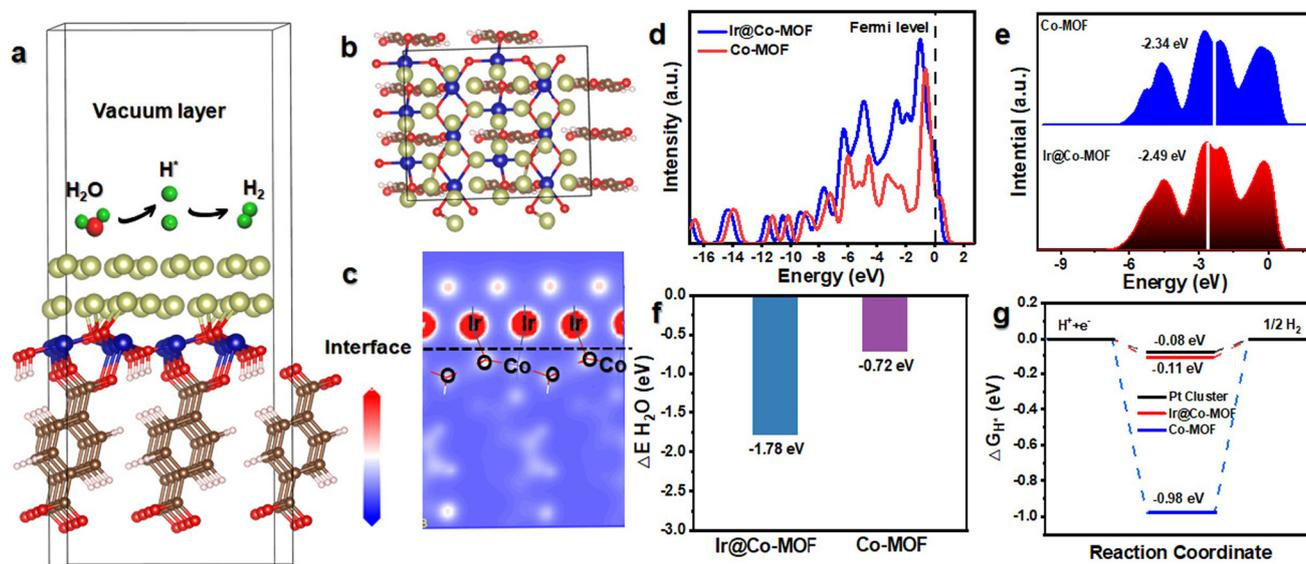 a
Vacuum layer
H2O
H*
H2
b
c
Interface
Ir
Ir
Ir
O
Co
O
Co
O
O
d
Ir@Co-MOF
Co-MOF
Fermi level
Intensity (a.u.)
-16 -14 -12 -10 -8 -6 -4 -2 0 2
Energy (eV)
e
Co-MOF
-2.34 eV
Ir@Co-MOF
-2.49 eV
Intential (a.u.)
-9 -6 -3 0
Energy (eV)
f
0.0
-0.5
-1.0
-1.5
-2.0
-2.5
-3.0
△E H2O (eV)
-1.78 eV
-0.72 eV
Ir@Co-MOF Co-MOF
g
0.2
0.0
-0.2
-0.4
-0.6
-0.8
-1.0
△GH* (eV)
H++e-
1/2 H2
-0.08 eV
-0.11 eV
Pt Cluster
Ir@Co-MOF
Co-MOF
-0.98 eV
Reaction Coordinate